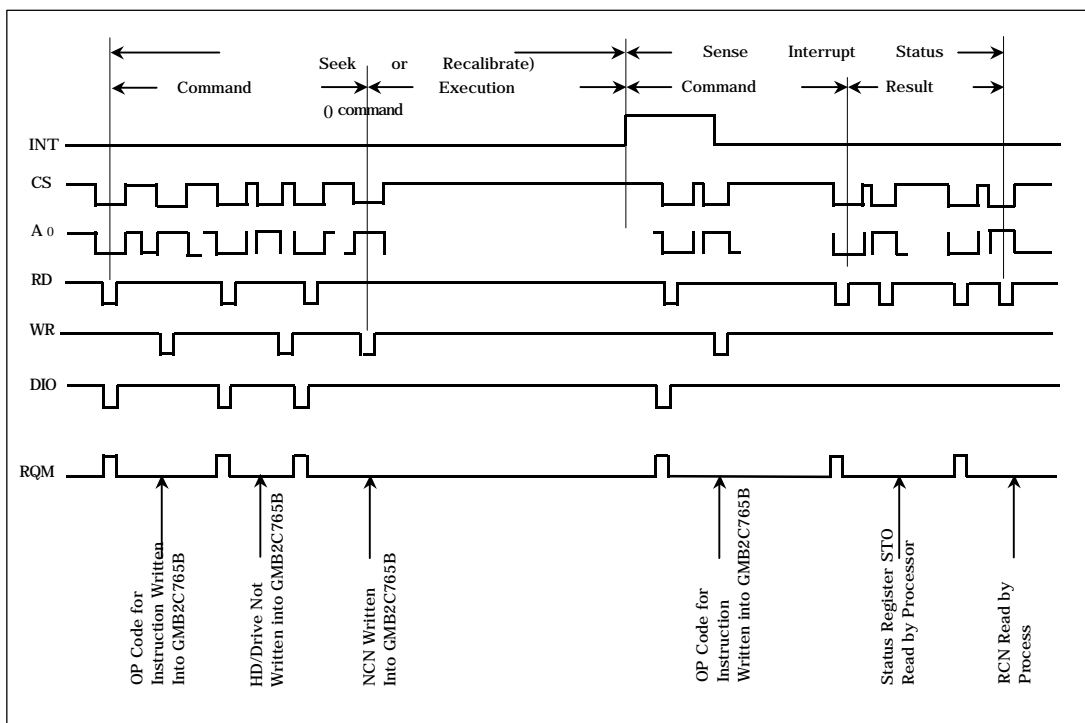 Sense Interrupt Status
Seek or Recalibrate)
Command Execution Command Result
() command
INT
CS
A 0
RD
WR
DIO
RQM
OP Code for
Instruction Written
Into GMB2C765B
HD/Drive Not
Written into GMB2C765B
NCN Written
Into GMB2C765B
OP Code for
Instruction
Written into GMB2C765B
Status Register STO
Read by Processor
RCN Read by
Process